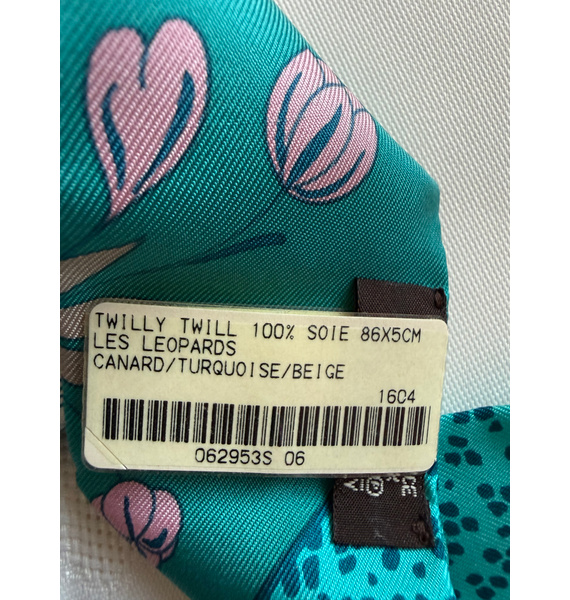 TWILLY TWILL 100% SOIE 86X5CM
LES LEOPARDS
CANARD/TURQUOISE/BEIGE
1604
062953S 06